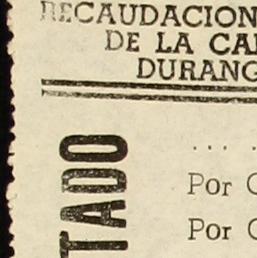 RECAUDACION
DE LA CA
DURANG
TADO
Por
Por